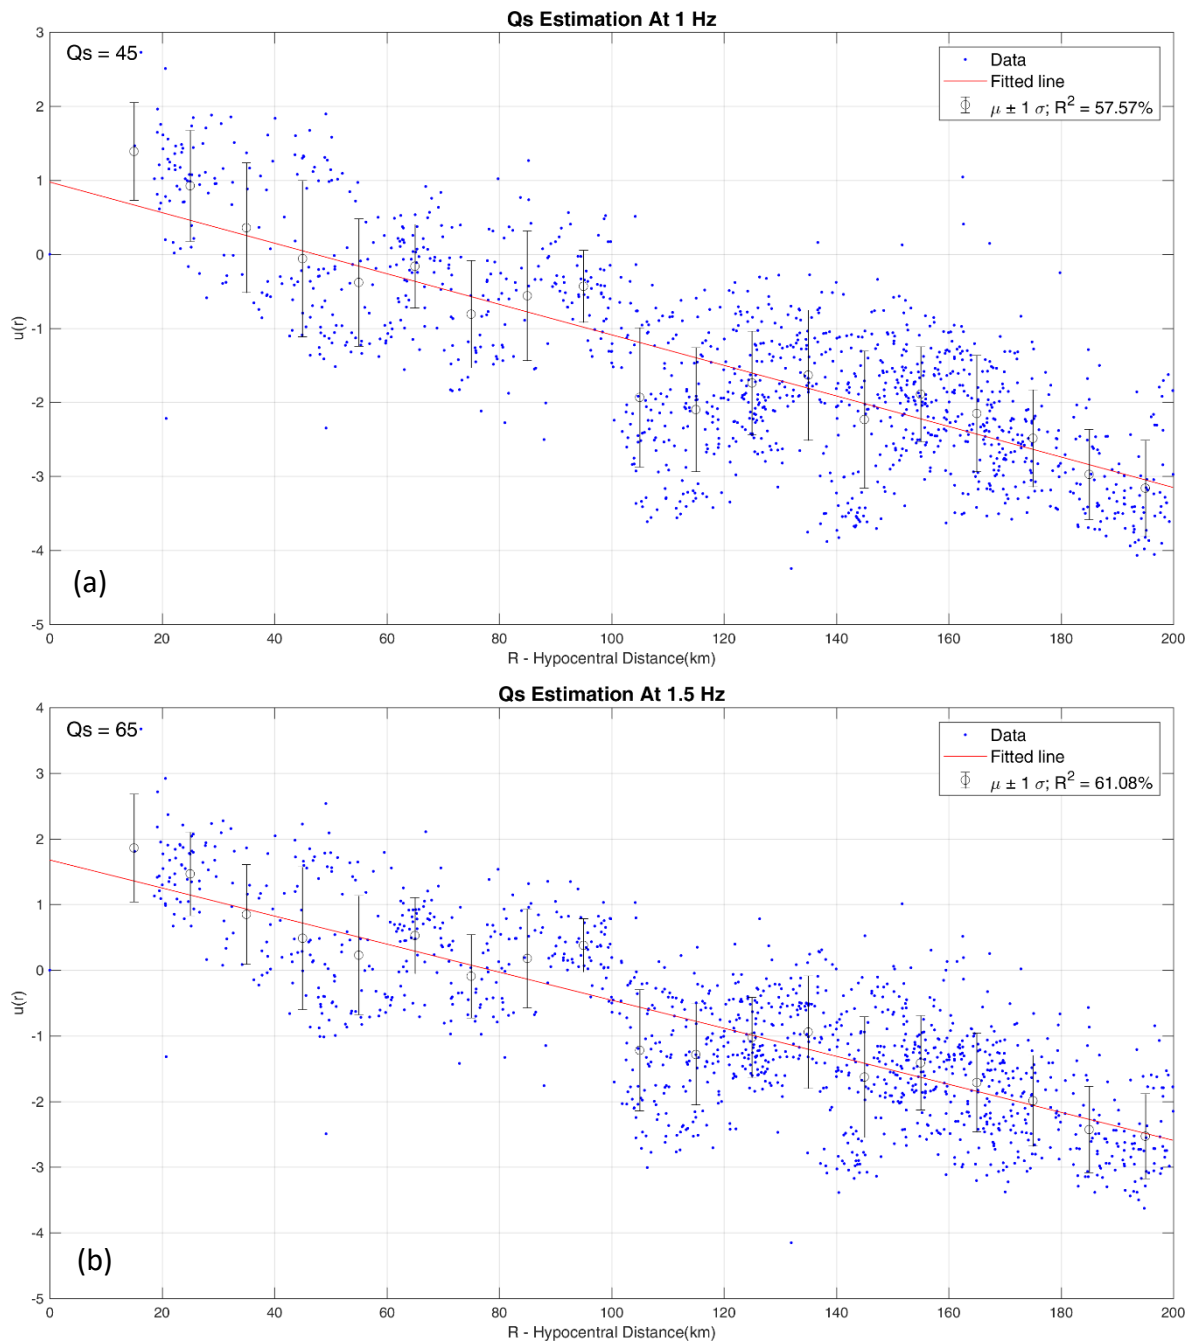 Qs Estimation At 1 Hz
Qs = 45
Data
Fitted line
μ ± 1 σ; R² = 57.57%
3
2
1
0
-1
-2
-3
-4
-5
u(r)
(a)
0 20 40 60 80 100 120 140 160 180 200
R - Hypocentral Distance(km)
Qs Estimation At 1.5 Hz
Qs = 65
Data
Fitted line
μ ± 1 σ; R² = 61.08%
4
3
2
1
0
-1
-2
-3
-4
-5
u(r)
(b)
0 20 40 60 80 100 120 140 160 180 200
R - Hypocentral Distance(km)